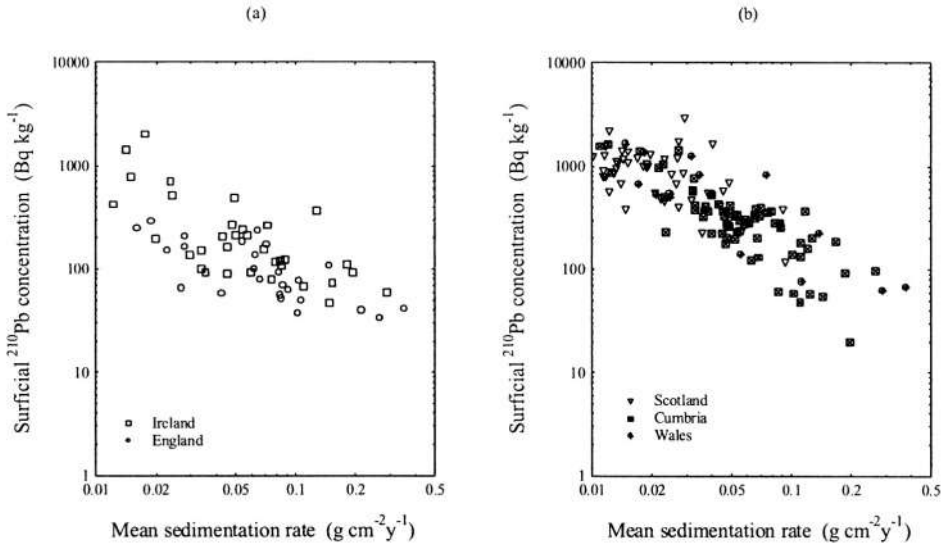 (a)
(b)
Surficial ²¹⁰Pb concentration (Bq kg⁻¹)
10000
1000
100
10
1
Ireland
England
0.01
0.02
0.05
0.1
0.2
0.5
Mean sedimentation rate (g cm⁻²y⁻¹)
Surficial ²¹⁰Pb concentration (Bq kg⁻¹)
10000
1000
100
10
1
Scotland
Cumbria
Wales
0.01
0.02
0.05
0.1
0.2
0.5
Mean sedimentation rate (g cm⁻²y⁻¹)